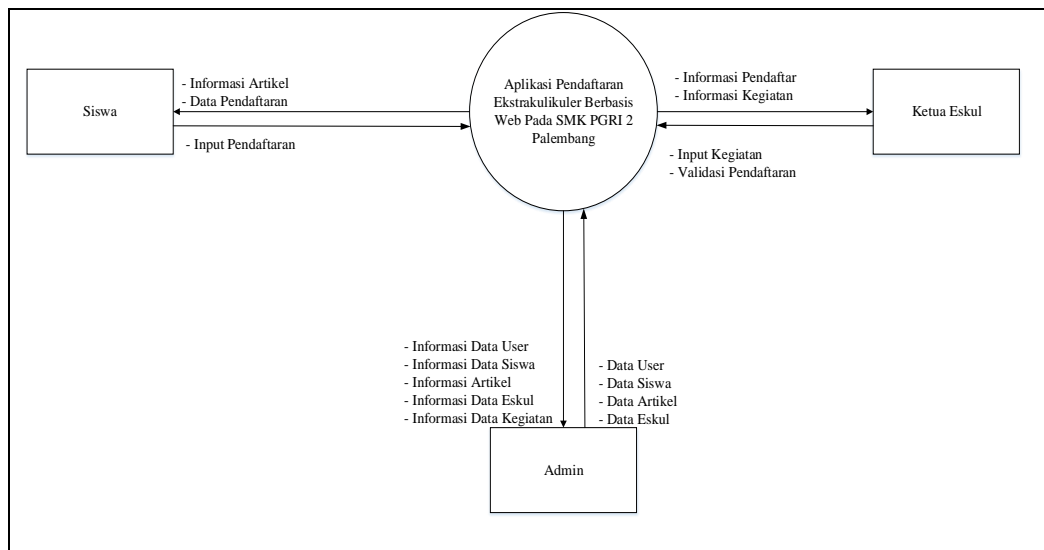 Siswa
- Informasi Artikel
- Data Pendaftaran
- Input Pendaftaran
Aplikasi Pendaftaran
Ekstrakulikuler Berbasis
Web Pada SMK PGRI 2
Palembang
- Informasi Pendaftar
- Informasi Kegiatan
- Input Kegiatan
- Validasi Pendaftaran
Ketua Eskul
- Informasi Data User
- Informasi Data Siswa
- Informasi Artikel
- Informasi Data Eskul
- Informasi Data Kegiatan
- Data User
- Data Siswa
- Data Artikel
- Data Eskul
Admin